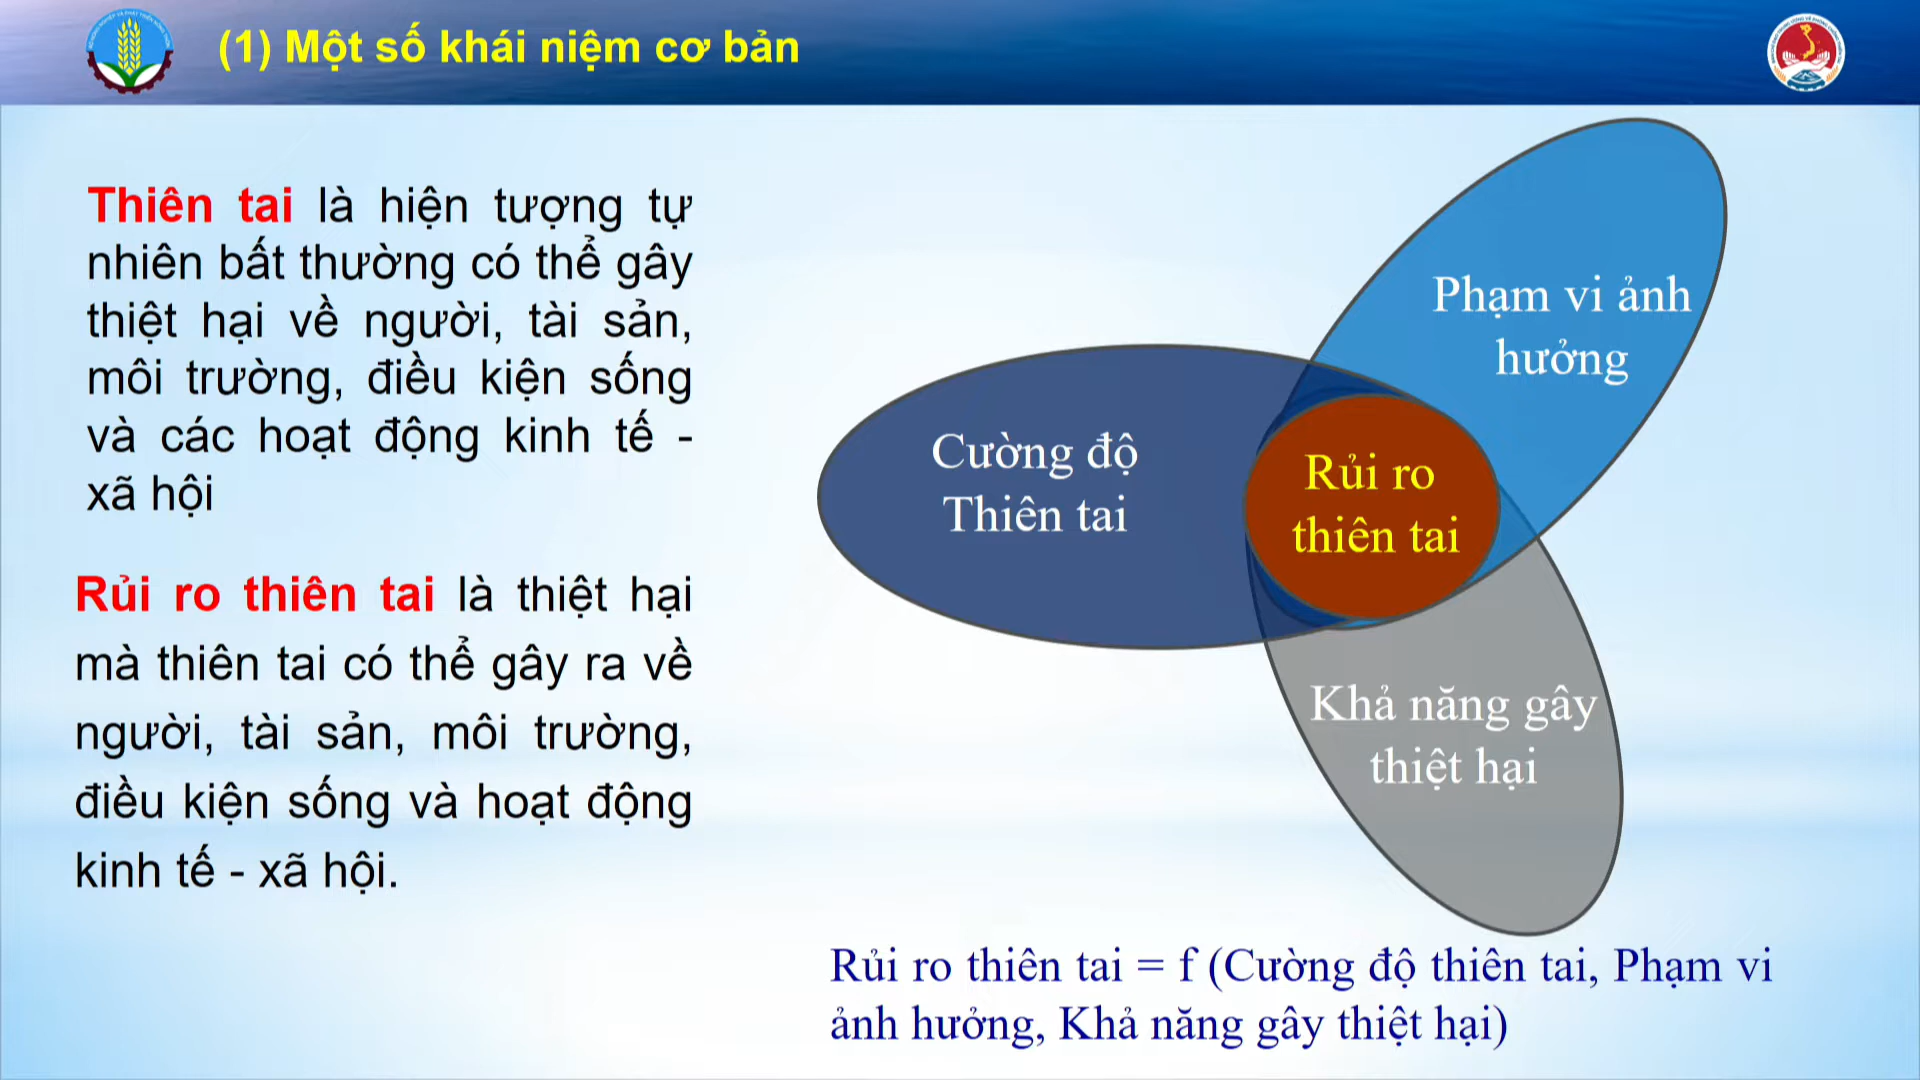 (1) Một số khái niệm cơ bản
Thiên tai là hiện tượng tự
nhiên bất thường có thể gây
thiệt hại về người, tài sản,
môi trường, điều kiện sống
và các hoạt động kinh tế -
xã hội
Rủi ro thiên tai là thiệt hại
mà thiên tai có thể gây ra về
người, tài sản, môi trường,
điều kiện sống và hoạt động
kinh tế - xã hội.
Phạm vi ảnh
hưởng
Cường độ
Thiên tai
Rủi ro
thiên tai
Khả năng gây
thiệt hại
Rủi ro thiên tai = f (Cường độ thiên tai, Phạm vi
ảnh hưởng, Khả năng gây thiệt hại)